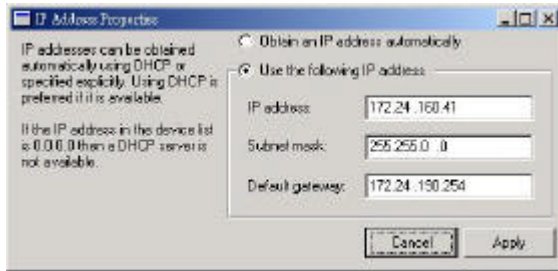 IP Address Properties
IP addresses can be obtained
automatically using DHCP or
specified explicitly. Using DHCP is
preferred if it is available.
If the IP address in the device list
is 0.0.0.0 then a DHCP server is
not available.
Obtain an IP address automatically
Use the following IP address
IP address:
172.24 .160.41
Subnet mask:
255.255.0 .0
Default gateway:
172.24 .190.254
Cancel
Apply